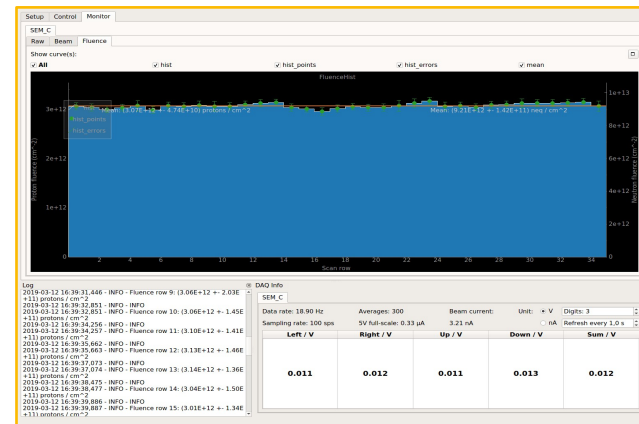 Setup Control Monitor
SEM_C
Raw Beam Fluence
Show curve(s):
All hist hist_points hist_errors mean
FluenceHist
1e+13
3e+12 Mean: (3.07E+12 +- 4.74E+10) protons / cm^2 Mean: (9.21E+12 +- 1.42E+11) neq / cm^2
hist_points
8e+12
hist_errors
2e+12 6e+12
4e+12
1e+12
2e+12
0 0
Proton fluence (cm^-2)
Neutron fluence (cm^-2)
2 4 6 8 10 12 14 16 18 20 22 24 26 28 30 32 34
Scan row
Log
2019-03-12 16:39:31,446 - INFO - Fluence row 9: (3.06E+12 +- 2.03E
+11) protons / cm^2
2019-03-12 16:39:32,851 - INFO - INFO
2019-03-12 16:39:32,851 - INFO - Fluence row 10: (3.06E+12 +- 1.45E
+11) protons / cm^2
2019-03-12 16:39:34,256 - INFO - INFO
2019-03-12 16:39:34,257 - INFO - Fluence row 11: (3.10E+12 +- 1.41E
+11) protons / cm^2
2019-03-12 16:39:35,662 - INFO - INFO
2019-03-12 16:39:35,663 - INFO - Fluence row 12: (3.13E+12 +- 1.46E
+11) protons / cm^2
2019-03-12 16:39:37,073 - INFO - INFO
2019-03-12 16:39:37,074 - INFO - Fluence row 13: (3.14E+12 +- 1.36E
+11) protons / cm^2
2019-03-12 16:39:38,475 - INFO - INFO
2019-03-12 16:39:38,477 - INFO - Fluence row 14: (3.04E+12 +- 1.50E
+11) protons / cm^2
2019-03-12 16:39:39,886 - INFO - INFO
2019-03-12 16:39:39,887 - INFO - Fluence row 15: (3.01E+12 +- 1.34E
+11) protons / cm^2
DAQ Info
SEM_C
Data rate: 18.90 Hz Averages: 300 Beam current: Unit: V Digits: 3
Sampling rate: 100 sps 5V full-scale: 0.33 μA 3.21 nA nA Refresh every 1,0 s
Left / V Right / V Up / V Down / V Sum / V
0.011 0.012 0.011 0.013 0.012